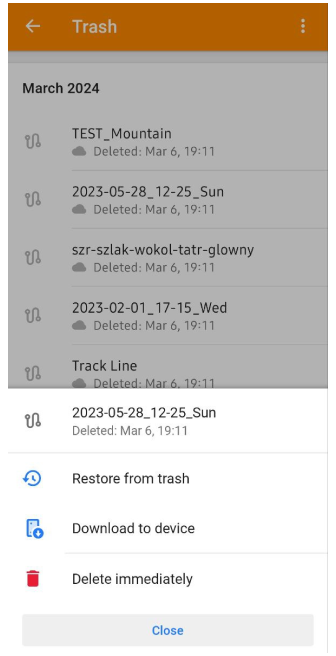 Trash
March 2024
TEST_Mountain
Deleted: Mar 6, 19:11
2023-05-28_12-25_Sun
Deleted: Mar 6, 19:11
szr-szlak-wokol-tatr-glowny
Deleted: Mar 6, 19:11
2023-02-01_17-15_Wed
Deleted: Mar 6, 19:11
Track Line
Deleted: Mar 6, 19:11
2023-05-28_12-25_Sun
Deleted: Mar 6, 19:11
Restore from trash
Download to device
Delete immediately
Close